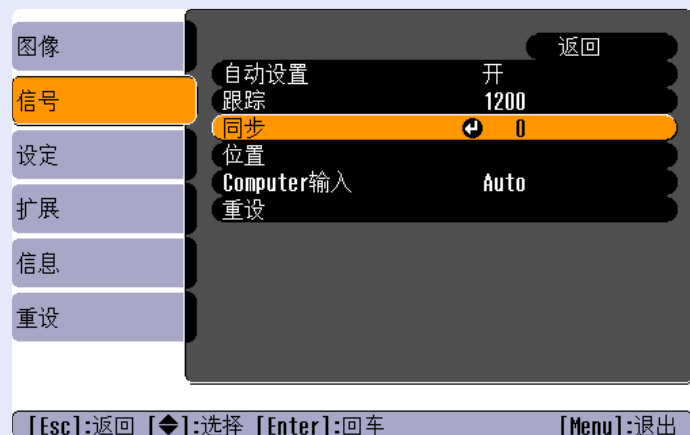 图像
信号
设定
扩展
信息
重设
返回
自动设置 开
跟踪 1200
同步 0
位置
Computer输入 Auto
重设
[Esc]:返回 [◆]:选择 [Enter]:回车 [Menu]:退出